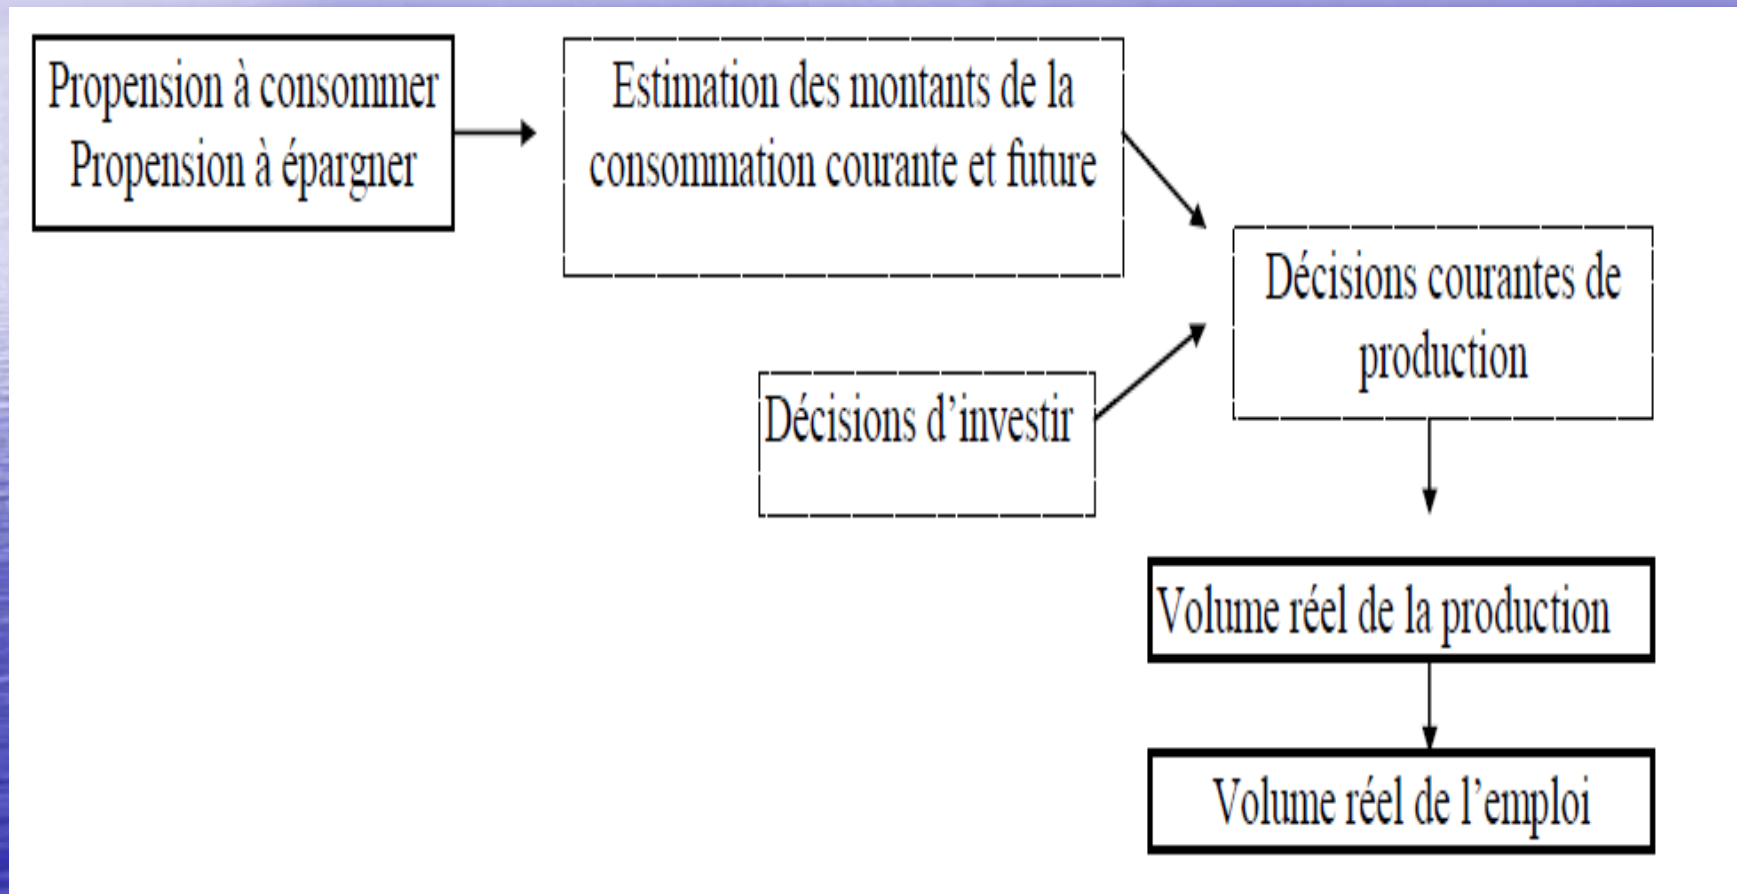 Propension à consommer
Propension à épargner
Estimation des montants de la
consommation courante et future
Décisions courantes de
production
Décisions d’investir
Volume réel de la production
Volume réel de l’emploi